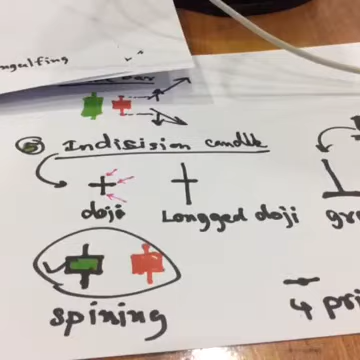 ngulfing
5 Indisision candle
doji Longged doji gr
spining 4 pri